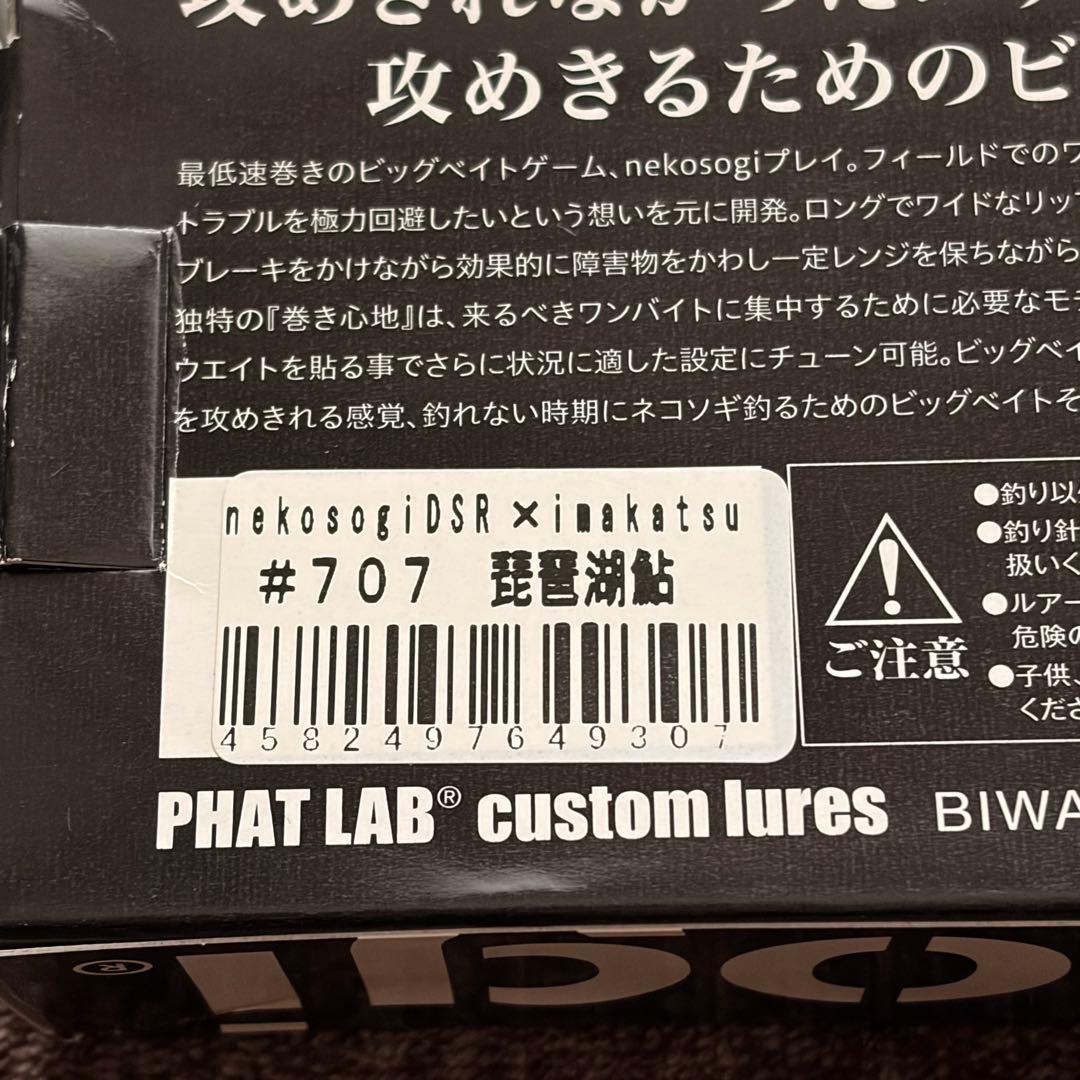 攻めきるためのビ
最低速巻きのビッグベイトゲーム、nekosogiプレイ。フィールドでのワ
トラブルを極力回避したいという想いを元に開発。ロングでワイドなリップ
ブレーキをかけながら効果的に障害物をかわし一定レンジを保ちながら
独特の『巻き心地』は、来るべきワンバイトに集中するために必要なモ
ウエイトを貼る事でさらに状況に適した設定にチューン可能。ビッグベイ
を攻めきれる感覚、釣れない時期にネコソギ釣るためのビッグベイトそ
nekosogiDSR×imakatsu
#707 琵琶湖鮎
4582497649307
●釣り以
●釣り針
扱いく
●ルアー
危険の
●子供、
くださ
ご注意
PHAT LAB® custom lures BIWA